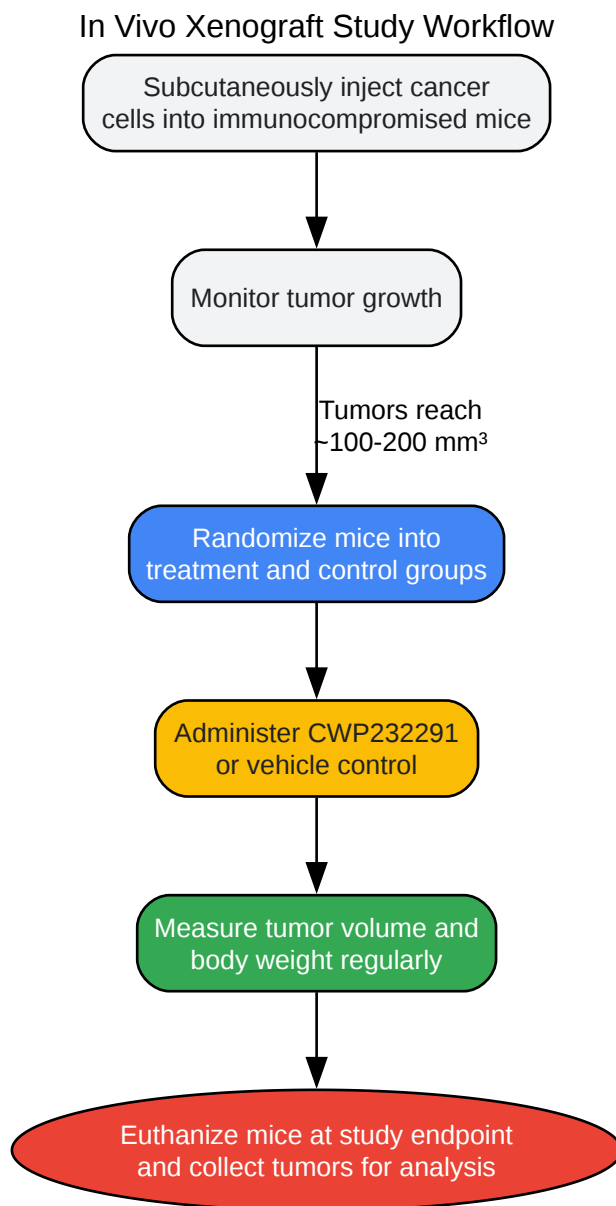 In Vivo Xenograft Study Workflow
Subcutaneously inject cancer
cells into immunocompromised mice
Monitor tumor growth
Tumors reach
~100-200 mm³
Randomize mice into
treatment and control groups
Administer CWP232291
or vehicle control
Measure tumor volume and
body weight regularly
Euthanize mice at study endpoint
and collect tumors for analysis